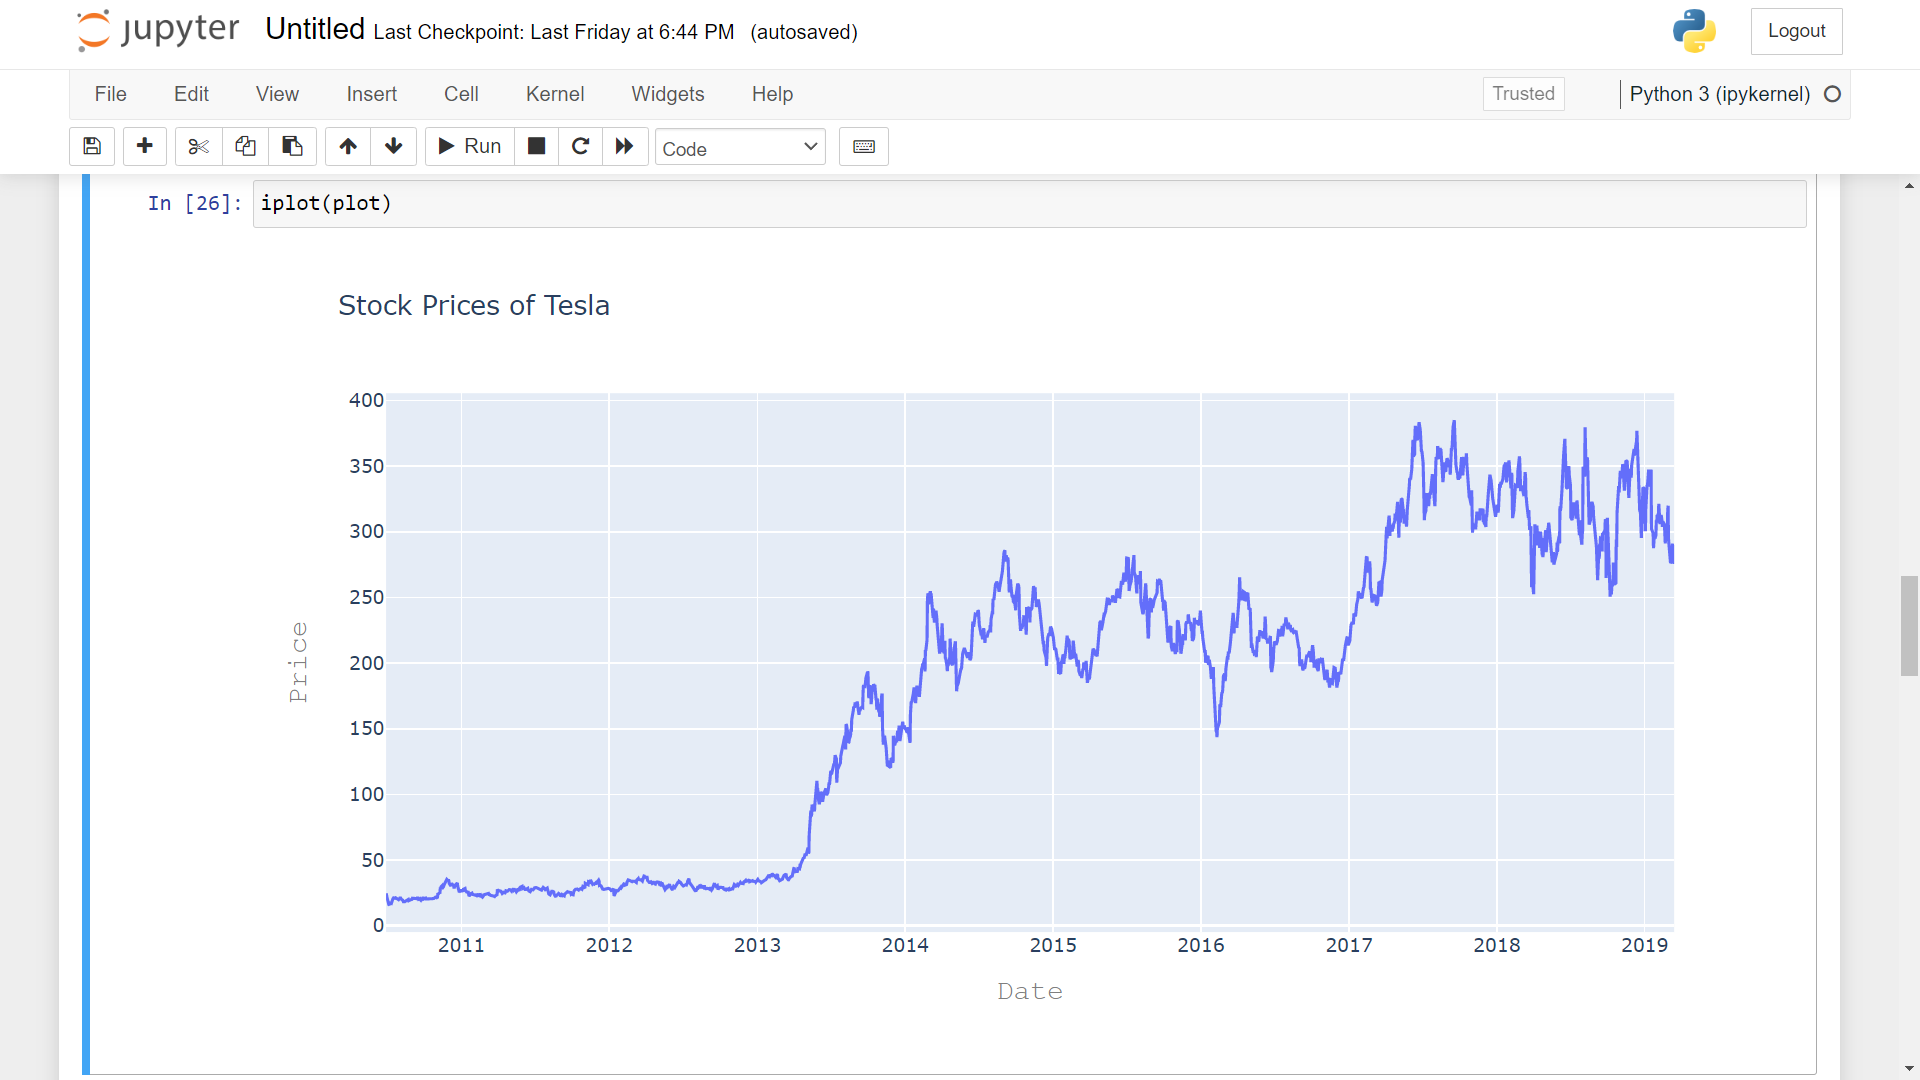 jupyter Untitled Last Checkpoint: Last Friday at 6:44 PM (autosaved) Logout
File Edit View Insert Cell Kernel Widgets Help Trusted Python 3 (ipykernel)
Run Code
In [26]: iplot(plot)
Stock Prices of Tesla
400
350
300
250
200
150
100
50
0
Price
2011 2012 2013 2014 2015 2016 2017 2018 2019
Date